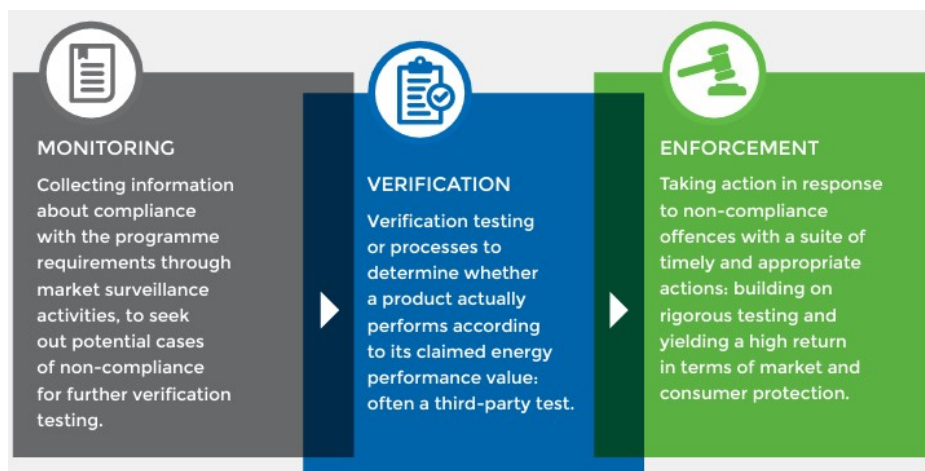 MONITORING
Collecting information
about compliance
with the programme
requirements through
market surveillance
activities, to seek
out potential cases
of non-compliance
for further verification
testing.
VERIFICATION
Verification testing
or processes to
determine whether
a product actually
performs according
to its claimed energy
performance value:
often a third-party test.
ENFORCEMENT
Taking action in response
to non-compliance
offences with a suite of
timely and appropriate
actions: building on
rigorous testing and
yielding a high return
in terms of market and
consumer protection.